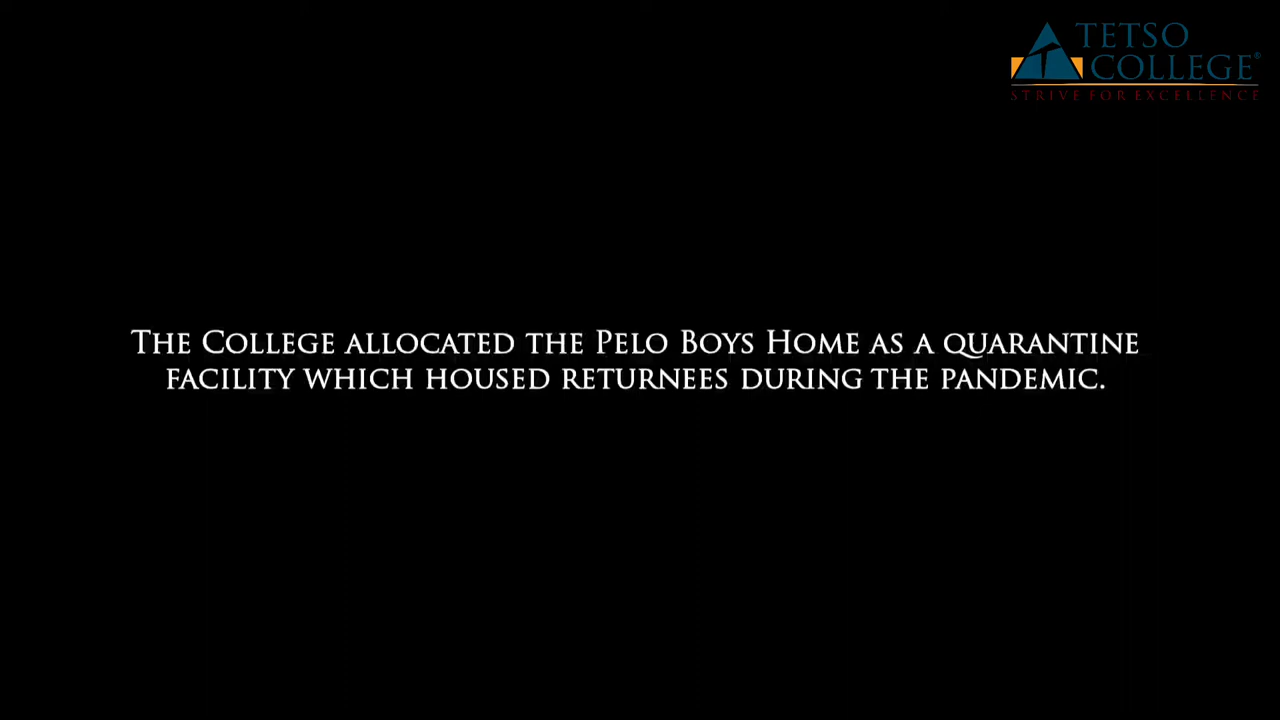 TETSO
COLLEGE®
STRIVE FOR EXCELLENCE
The College allocated the Pelo Boys Home as a quarantine
facility which housed returnees during the pandemic.